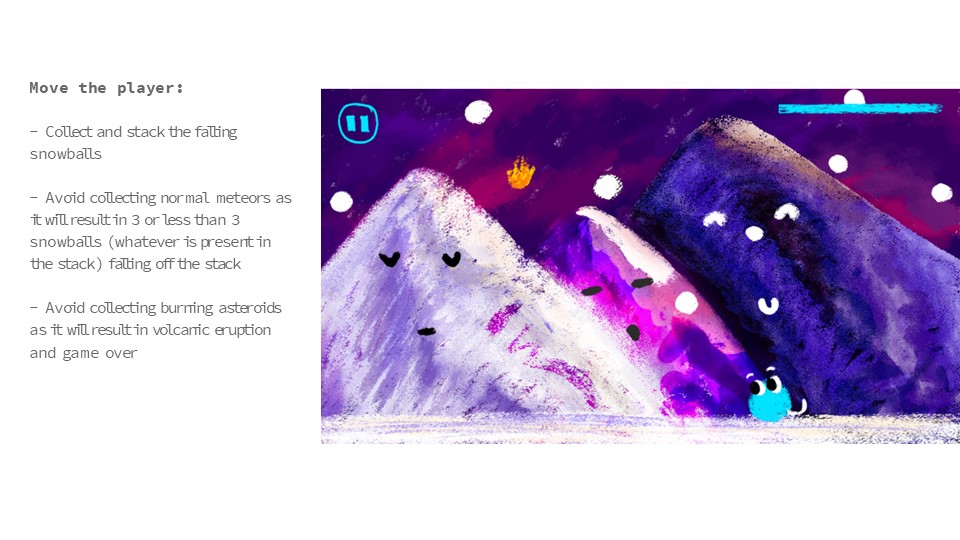 Move the player:
- Collect and stack the falling
snowballs
- Avoid collecting normal meteors as
it will result in 3 or less than 3
snowballs (whatever is present in
the stack) falling off the stack
- Avoid collecting burning asteroids
as it will result in volcanic eruption
and game over